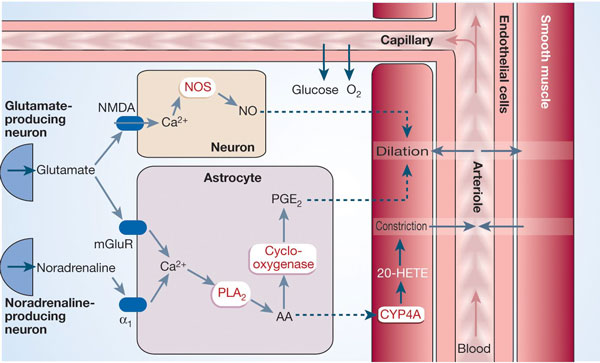 Capillary
Endothelial cells
Smooth muscle
Glucose O2
NOS
NMDA
Glutamate-
producing
neuron
Ca2+
NO
Neuron
Glutamate
Dilation
Astrocyte
Arteriole
PGE2
mGluR
Constriction
Cyclo-
oxygenase
Noradrenaline
Ca2+
20-HETE
PLA2
Noradrenaline-
producing
neuron
α1
AA
CYP4A
Blood